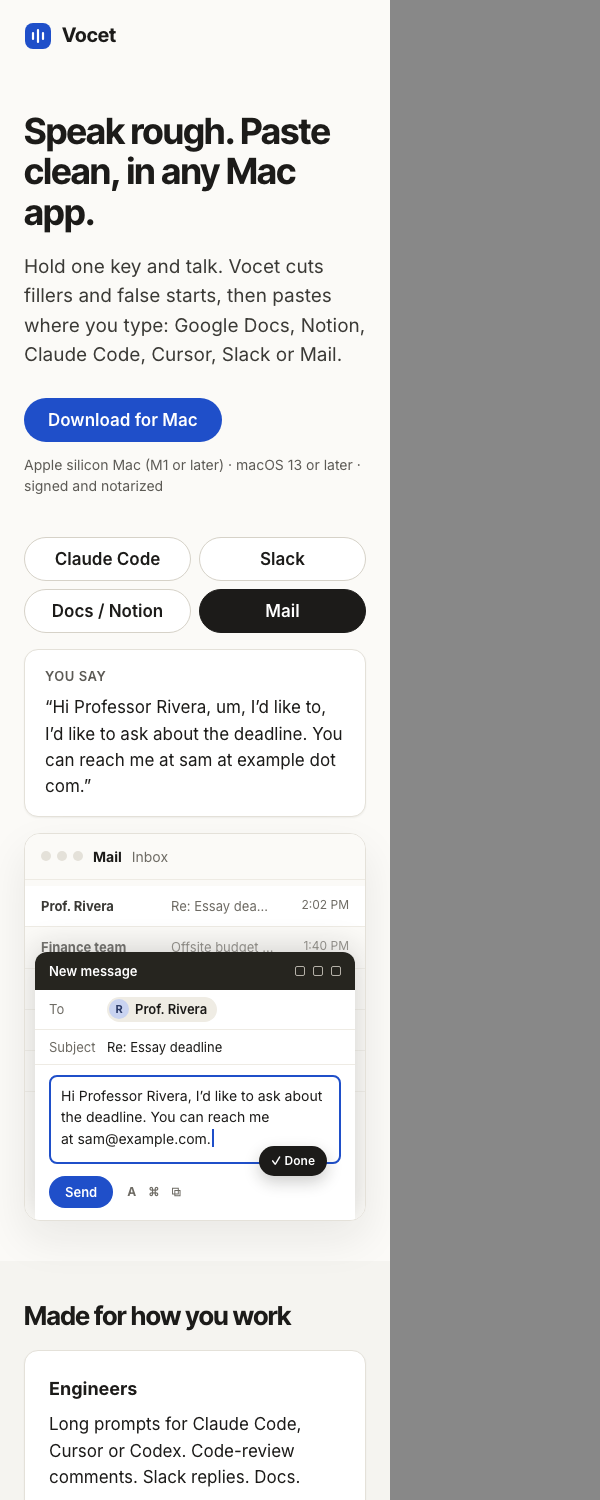 Vocet
Speak rough. Paste
clean, in any Mac
app.
Hold one key and talk. Vocet cuts
fillers and false starts, then pastes
where you type: Google Docs, Notion,
Claude Code, Cursor, Slack or Mail.
Download for Mac
Apple silicon Mac (M1 or later) · macOS 13 or later ·
signed and notarized
Claude Code
Slack
Docs / Notion
Mail
YOU SAY
“Hi Professor Rivera, um, I’d like to,
I’d like to ask about the deadline. You
can reach me at sam at example dot
com.”
Mail Inbox
Prof. Rivera Re: Essay dea… 2:02 PM
Finance team Offsite budget … 1:40 PM
New message
To R Prof. Rivera
Subject Re: Essay deadline
Hi Professor Rivera, I’d like to ask about
the deadline. You can reach me
at sam@example.com.
✓ Done
Send A ⌘
Made for how you work
Engineers
Long prompts for Claude Code,
Cursor or Codex. Code-review
comments. Slack replies. Docs.